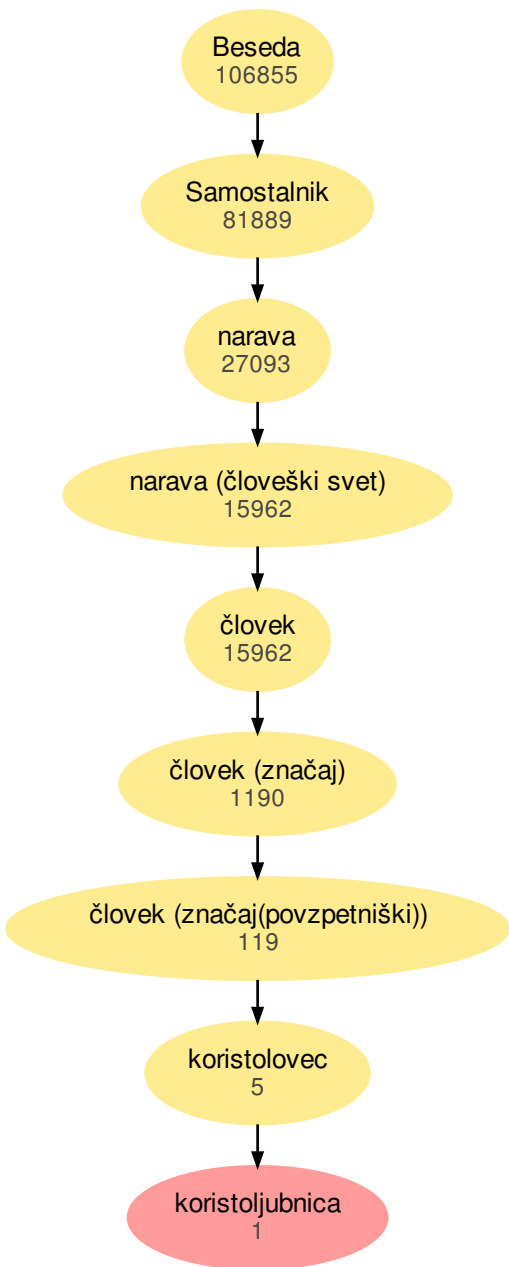 Beseda
106855
Samostalnik
81889
narava
27093
narava (človeški svet)
15962
človek
15962
človek (značaj)
1190
človek (značaj(povzpetniški))
119
koristolovec
5
koristoljubnica
1